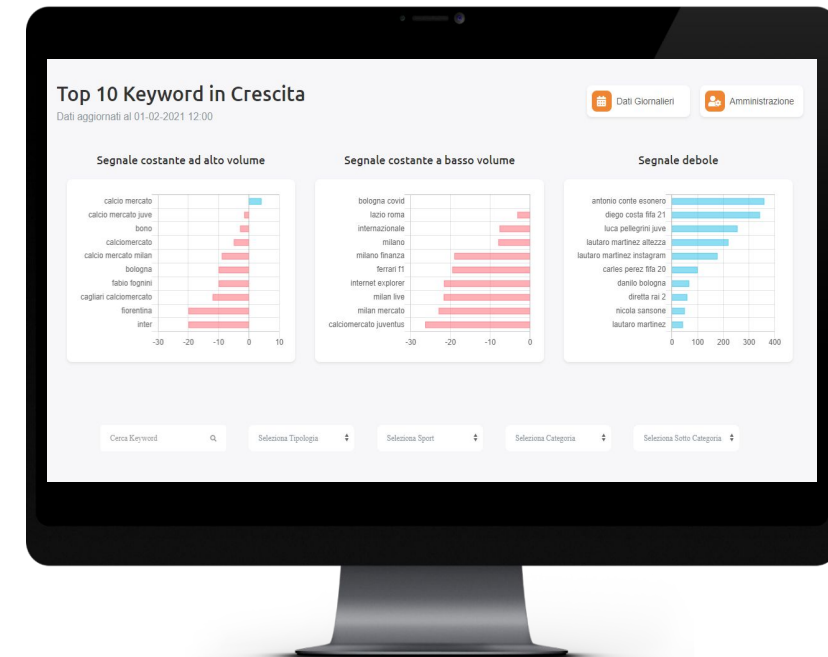 Top 10 Keyword in Crescita
Dati aggiornati al 01-02-2021 12:00
Dati Giornalieri
Amministrazione
Segnale costante ad alto volume
calcio mercato
calcio mercato juve
bono
calciomercato
calcio mercato milan
bologna
fabio fognini
cagliari calciomercato
fiorentina
inter
-30 -20 -10 0 10
Segnale costante a basso volume
bologna covid
lazio roma
internazionale
milano
milano finanza
ferrari f1
internet explorer
milan live
milan mercato
calciomercato juventus
-30 -20 -10 0
Segnale debole
antonio conte esonero
diego costa fifa 21
luca pellegrini juve
lautaro martinez altezza
lautaro martinez instagram
carles perez fifa 20
danilo bologna
diretta rai 2
nicola sansone
lautaro martinez
0 100 200 300 400
Cerca Keyword
Seleziona Tipologia
Seleziona Sport
Seleziona Categoria
Seleziona Sotto Categoria